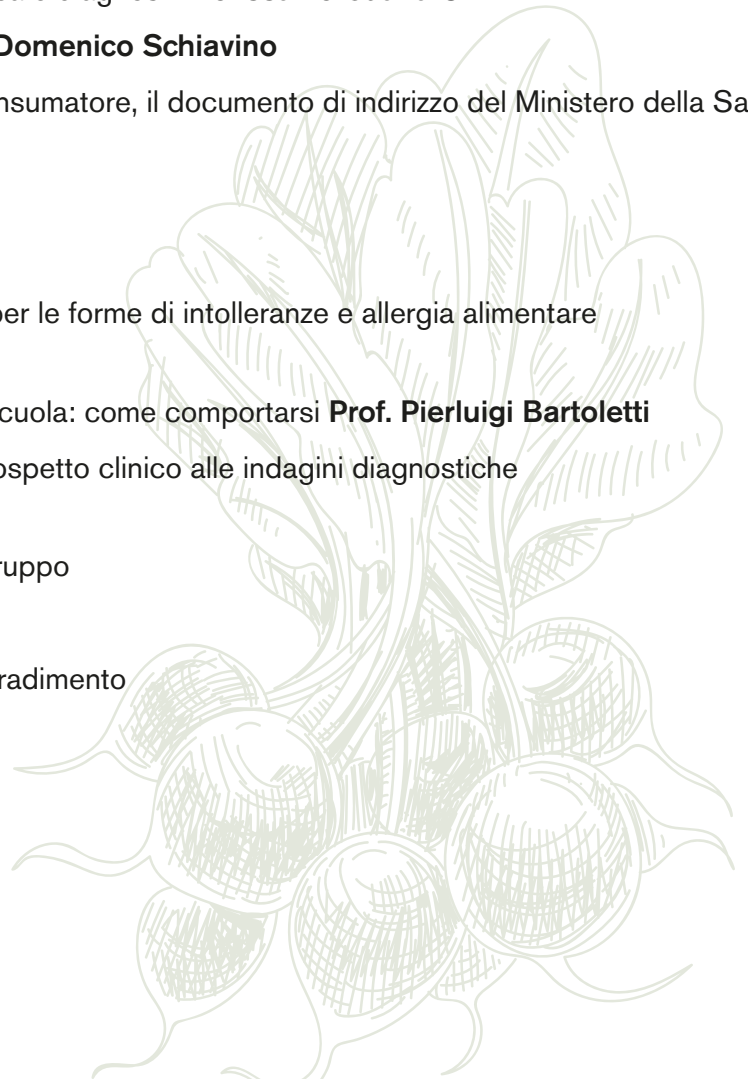 Domenico Schiavino
nsumatore, il documento di indirizzo del Ministero della Sa
per le forme di intolleranze e allergia alimentare
cuola: come comportarsi Prof. Pierluigi Bartoletti
ospetto clinico alle indagini diagnostiche
ruppo
radimento